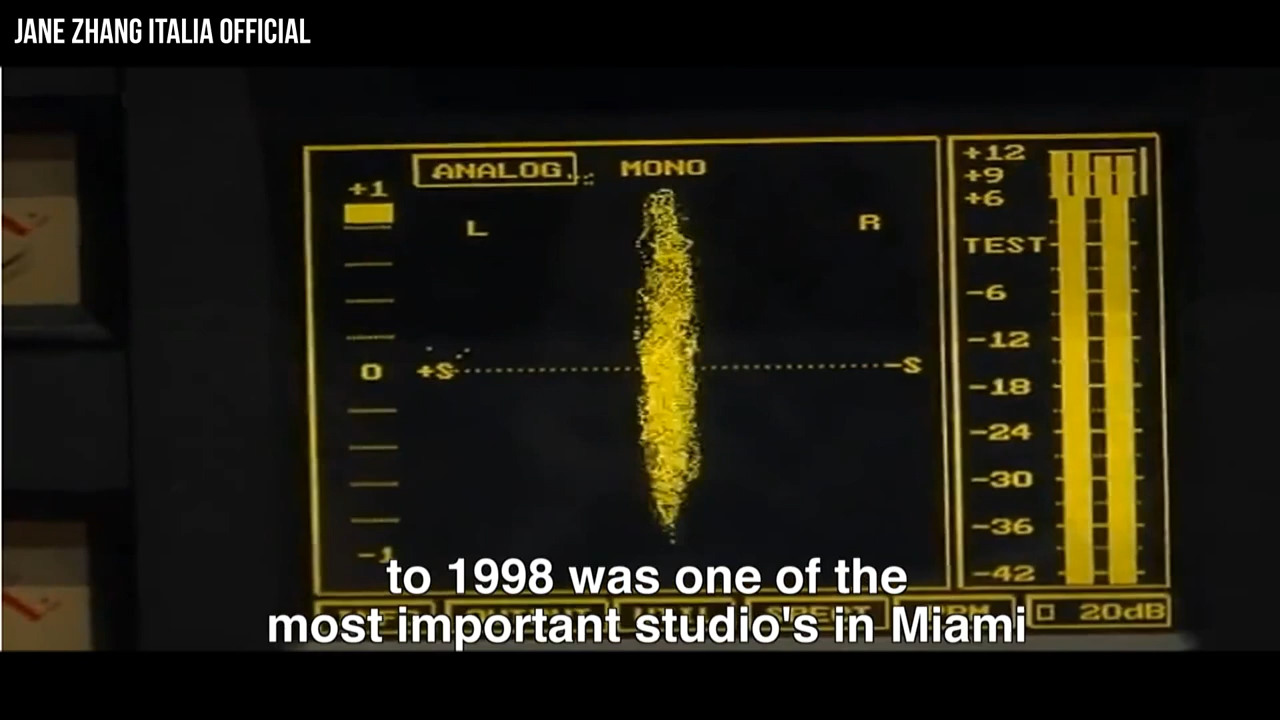 JANE ZHANG ITALIA OFFICIAL
ANALOG
MONO
+1
L
R
0
+S
-S
-1
+12
+9
+6
TEST
-6
-12
-18
-24
-30
-36
-42
20dB
to 1998 was one of the
most important studio's in Miami